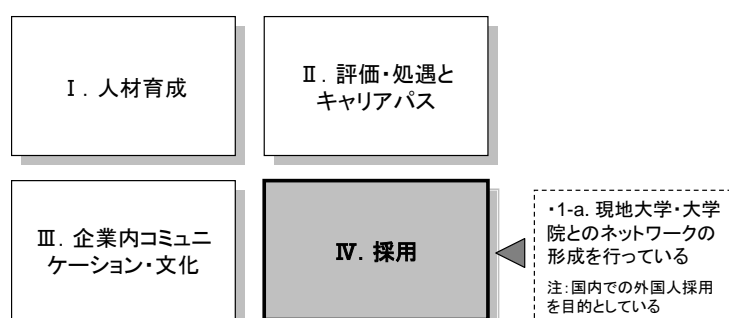 Ⅰ．人材育成
Ⅱ．評価・処遇と
キャリアパス
Ⅲ．企業内コミュニ
ケーション・文化
Ⅳ．採用
・1-a. 現地大学・大学
院とのネットワークの
形成を行っている
注：国内での外国人採用
を目的としている